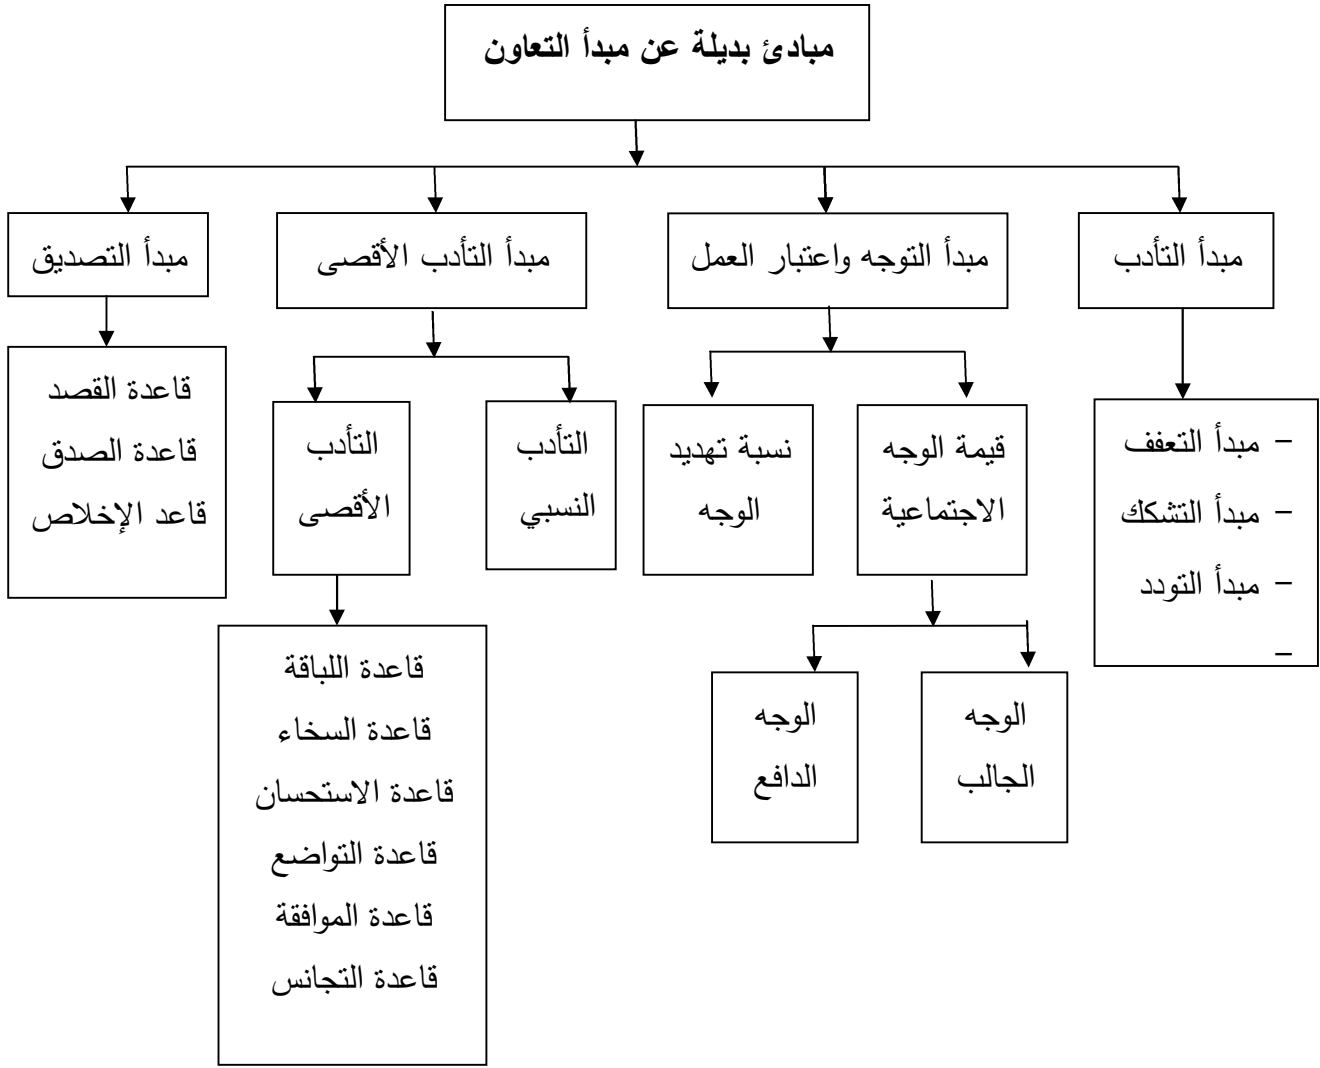 مبادئ بديلة عن مبدأ التعاون
مبدأ التأدب
مبدأ التوجه واعتبار العمل
مبدأ التأدب الأقصى
مبدأ التصديق
– مبدأ التعفف
– مبدأ التشكك
– مبدأ التودد
–
قيمة الوجه
الاجتماعية
نسبة تهديد
الوجه
التأدب
النسبي
التأدب
الأقصى
قاعدة القصد
قاعدة الصدق
قاعد الإخلاص
الوجه
الجالب
الوجه
الدافع
قاعدة اللباقة
قاعدة السخاء
قاعدة الاستحسان
قاعدة التواضع
قاعدة الموافقة
قاعدة التجانس